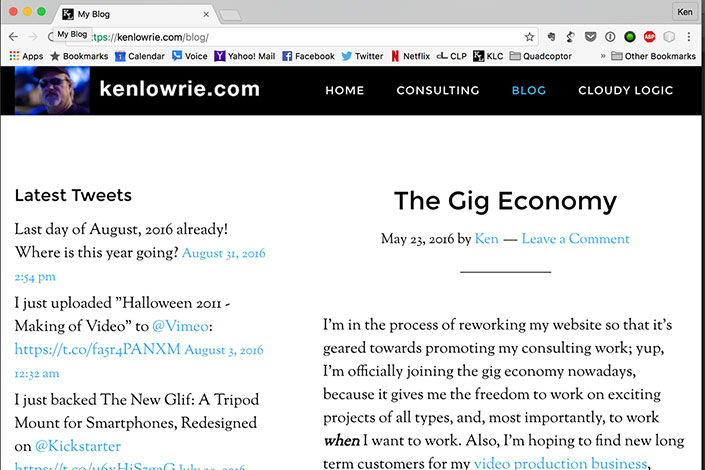 My Blog
Ken
My Blog
https://kenlowrie.com/blog/
Apps Bookmarks Calendar Voice Yahoo! Mail Facebook Twitter Netflix CLP KLC Quadcoptor » Other Bookmarks
kenlowrie.com HOME CONSULTING BLOG CLOUDY LOGIC
Latest Tweets
Last day of August, 2016 already!
Where is this year going? August 31, 2016
2:54 pm
I just uploaded "Halloween 2011 -
Making of Video" to @Vimeo:
https://t.co/fa5r4PANXM August 3, 2016
12:32 am
I just backed The New Glif: A Tripod
Mount for Smartphones, Redesigned
on @Kickstarter
The Gig Economy
May 23, 2016 by Ken — Leave a Comment
I'm in the process of reworking my website so that it's
geared towards promoting my consulting work; yup,
I'm officially joining the gig economy nowadays,
because it gives me the freedom to work on exciting
projects of all types, and, most importantly, to work
when I want to work. Also, I'm hoping to find new long
term customers for my video production business,